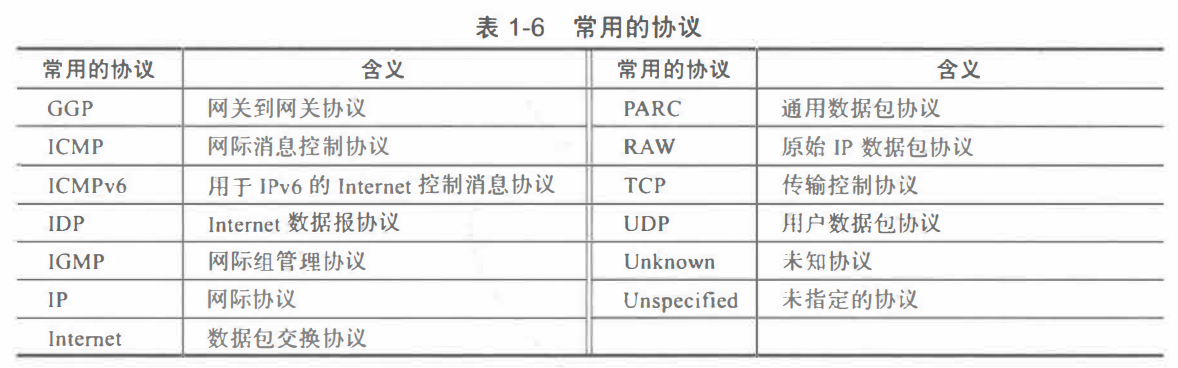 表 1-6 常用的协议
常用的协议 含义 常用的协议 含义
GGP 网关到网关协议 PARC 通用数据包协议
ICMP 网际消息控制协议 RAW 原始 IP 数据包协议
ICMPv6 用于 IPv6 的 Internet 控制消息协议 TCP 传输控制协议
IDP Internet 数据报协议 UDP 用户数据包协议
IGMP 网际组管理协议 Unknown 未知协议
IP 网际协议 Unspecified 未指定的协议
Internet 数据包交换协议